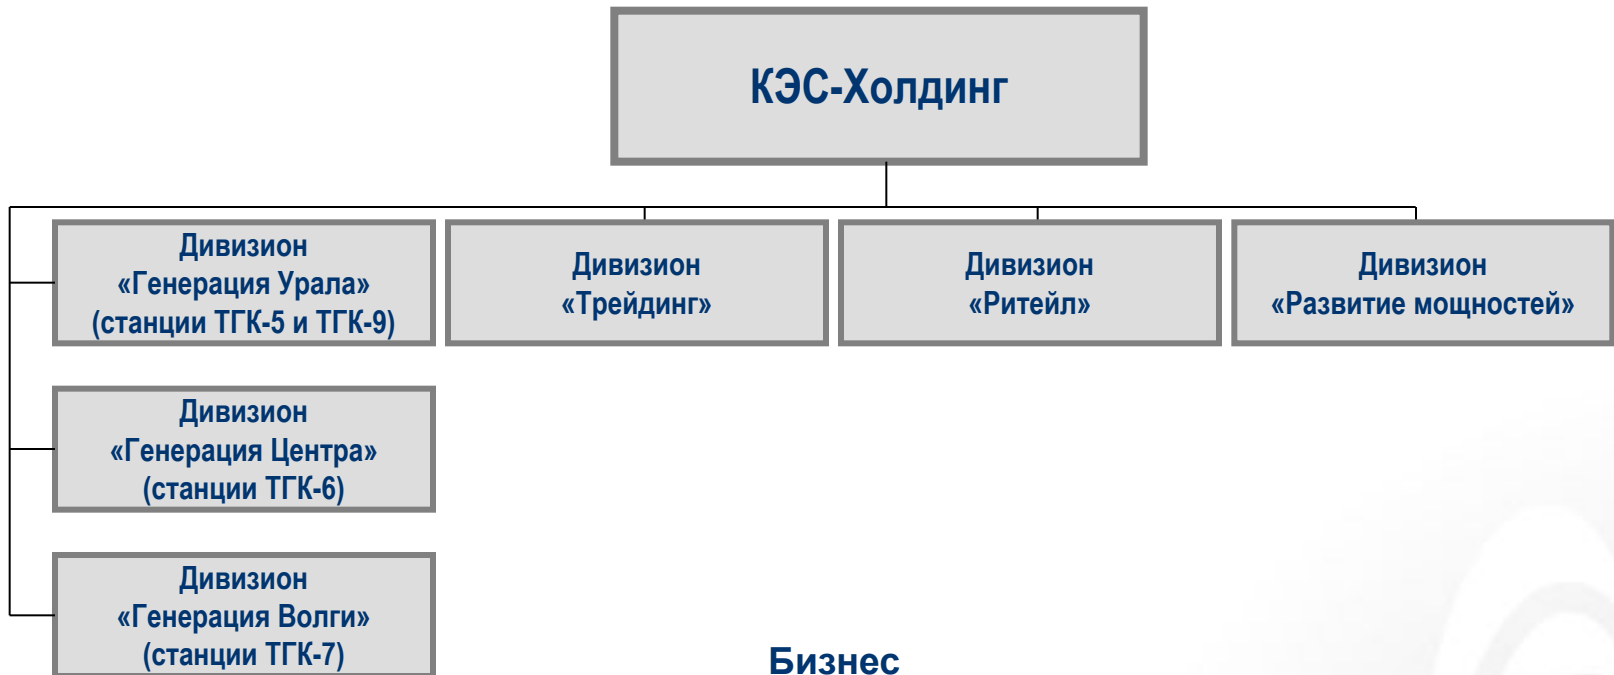 КЭС-Холдинг
Дивизион
«Генерация Урала»
(станции ТГК-5 и ТГК-9)
Дивизион
«Трейдинг»
Дивизион
«Ритейл»
Дивизион
«Развитие мощностей»
Дивизион
«Генерация Центра»
(станции ТГК-6)
Дивизион
«Генерация Волги»
(станции ТГК-7)
Бизнес